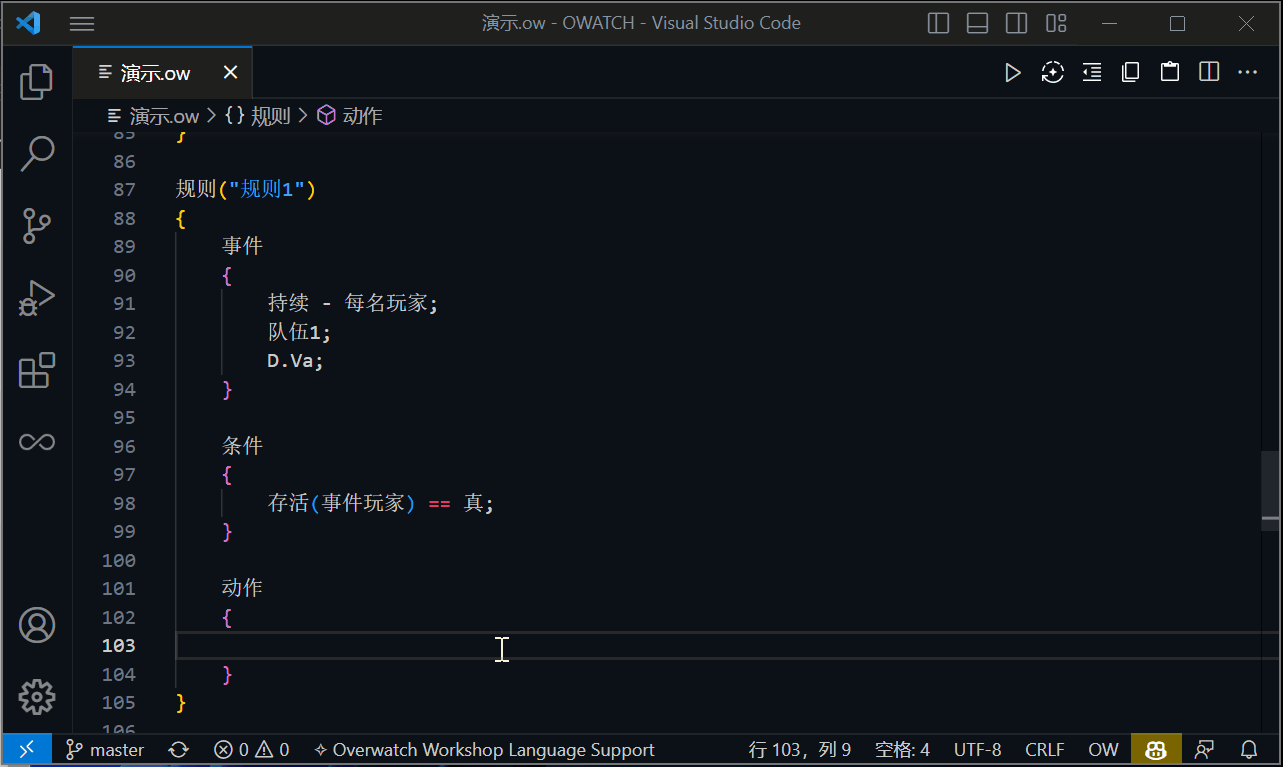 演示.ow - OWATCH - Visual Studio Code
演示.ow
演示.ow > {} 规则 > 动作
85 }
86
87 规则("规则1")
88 {
89 事件
90 {
91 持续 - 每名玩家;
92 队伍1;
93 D.Va;
94 }
95
96 条件
97 {
98 存活(事件玩家) == 真;
99 }
100
101 动作
102 {
103
104 }
105 }
106
master 0 0 Overwatch Workshop Language Support 行 103，列 9 空格: 4 UTF-8 CRLF OW